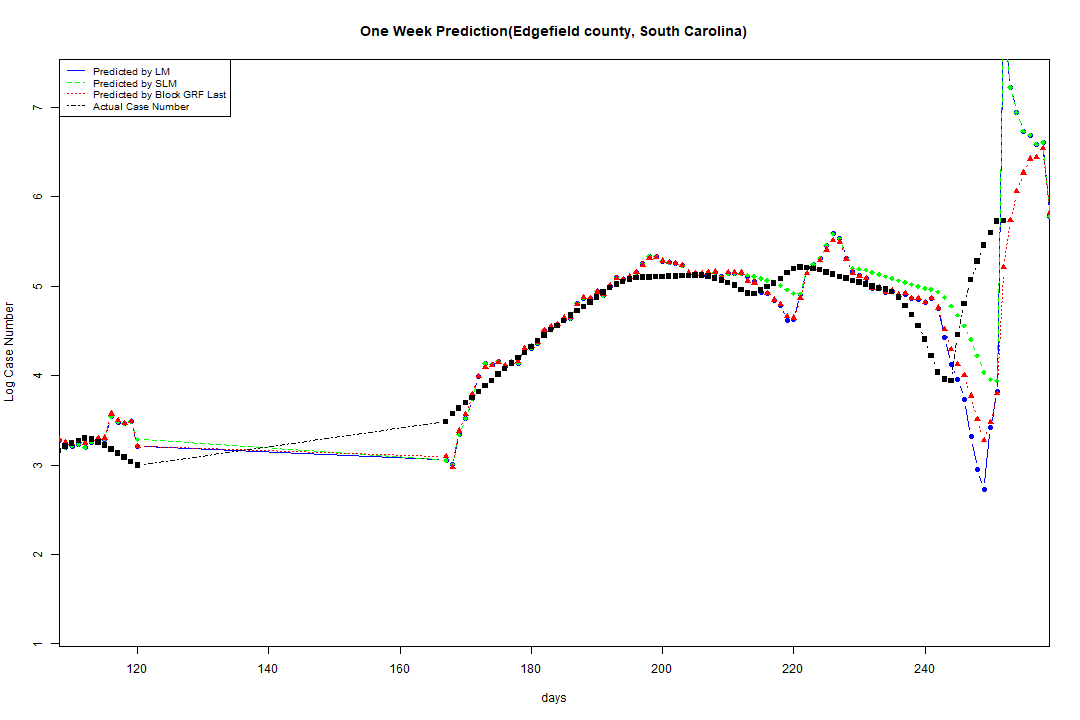 One Week Prediction(Edgefield county, South Carolina)
Predicted by LM
Predicted by SLM
Predicted by Block GRF Last
Actual Case Number
7
6
5
4
3
2
1
Log Case Number
120 140 160 180 200 220 240
days